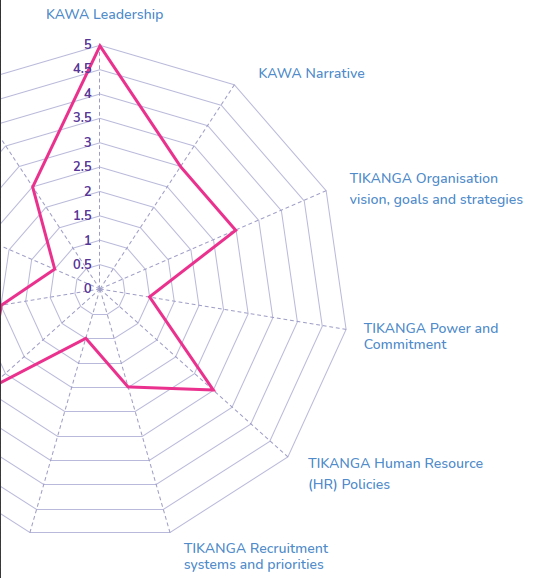 KAWA Leadership
5
4.5
4
3.5
3
2.5
2
1.5
1
0.5
0
KAWA Narrative
TIKANGA Organisation
vision, goals and strategies
TIKANGA Power and
Commitment
TIKANGA Human Resource
(HR) Policies
TIKANGA Recruitment
systems and priorities